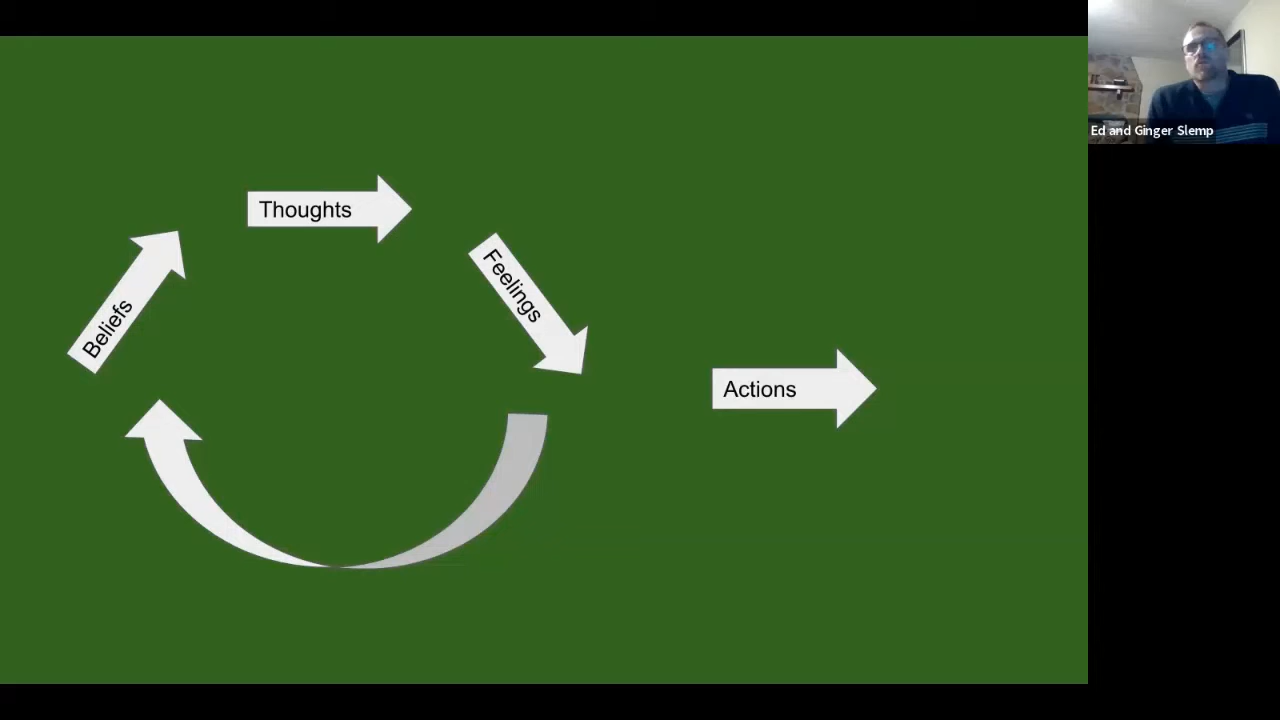 Thoughts
Feelings
Beliefs
Actions
Ed and Ginger Slemp